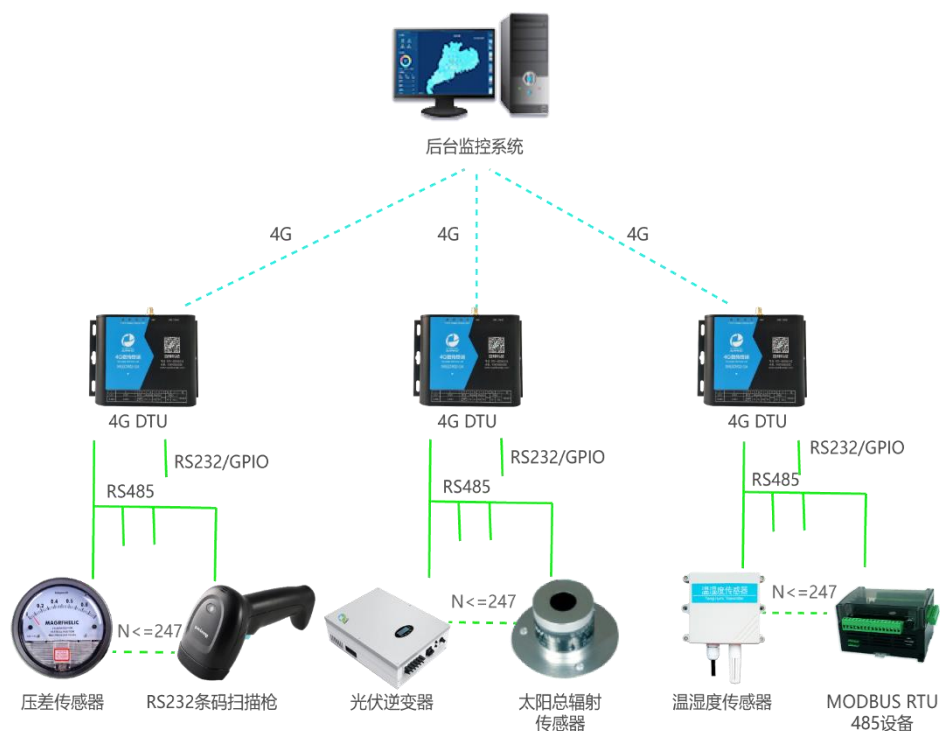 后台监控系统
4G
4G
4G
4G DTU
4G DTU
4G DTU
RS232/GPIO
RS232/GPIO
RS232/GPIO
RS485
RS485
RS485
温湿度传感器
MAGRFHELIC
N<=247
N<=247
N<=247
压差传感器
RS232条码扫描枪
光伏逆变器
太阳总辐射
传感器
温湿度传感器
MODBUS RTU
485设备